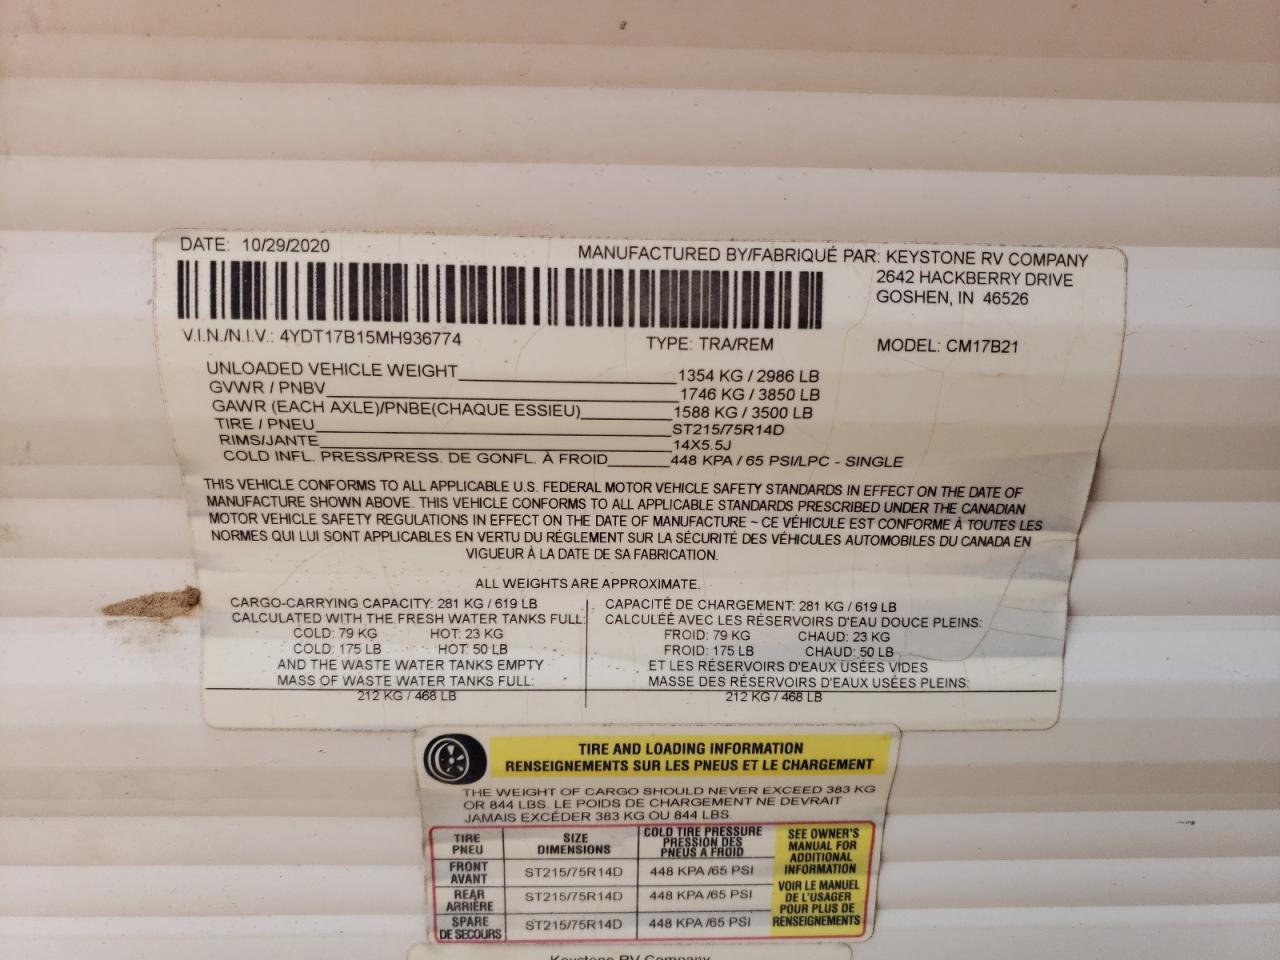 DATE: 10/29/2020
MANUFACTURED BY/FABRIQUÉ PAR: KEYSTONE RV COMPANY
2642 HACKBERRY DRIVE
GOSHEN, IN 46526
V.I.N./N.I.V.: 4YDT17B15MH936774
TYPE: TRA/REM
MODEL: CM17B21
UNLOADED VEHICLE WEIGHT 1354 KG / 2986 LB
GVWR / PNBV 1746 KG / 3850 LB
GAWR (EACH AXLE)/PNBE(CHAQUE ESSIEU) 1588 KG / 3500 LB
TIRE / PNEU ST215/75R14D
RIMS/JANTE 14X5.5J
COLD INFL. PRESS/PRESS. DE GONFL. À FROID 448 KPA / 65 PSI/LPC - SINGLE
THIS VEHICLE CONFORMS TO ALL APPLICABLE U.S. FEDERAL MOTOR VEHICLE SAFETY STANDARDS IN EFFECT ON THE DATE OF
MANUFACTURE SHOWN ABOVE. THIS VEHICLE CONFORMS TO ALL APPLICABLE STANDARDS PRESCRIBED UNDER THE CANADIAN
MOTOR VEHICLE SAFETY REGULATIONS IN EFFECT ON THE DATE OF MANUFACTURE ~ CE VÉHICULE EST CONFORME À TOUTES LES
NORMES QUI LUI SONT APPLICABLES EN VERTU DU RÉGLEMENT SUR LA SÉCURITÉ DES VÉHICULES AUTOMOBILES DU CANADA EN
VIGUEUR À LA DATE DE SA FABRICATION.
ALL WEIGHTS ARE APPROXIMATE.
CARGO-CARRYING CAPACITY: 281 KG / 619 LB
CALCULATED WITH THE FRESH WATER TANKS FULL:
COLD: 79 KG HOT: 23 KG
COLD: 175 LB HOT: 50 LB
AND THE WASTE WATER TANKS EMPTY
MASS OF WASTE WATER TANKS FULL:
212 KG / 468 LB
CAPACITÉ DE CHARGEMENT: 281 KG / 619 LB
CALCULÉE AVEC LES RÉSERVOIRS D'EAU DOUCE PLEINS:
FROID: 79 KG CHAUD: 23 KG
FROID: 175 LB CHAUD: 50 LB
ET LES RÉSERVOIRS D'EAUX USÉES VIDES
MASSE DES RÉSERVOIRS D'EAUX USÉES PLEINS:
212 KG / 468 LB
TIRE AND LOADING INFORMATION
RENSEIGNEMENTS SUR LES PNEUS ET LE CHARGEMENT
THE WEIGHT OF CARGO SHOULD NEVER EXCEED 383 KG
OR 844 LBS. LE POIDS DE CHARGEMENT NE DEVRAIT
JAMAIS EXCÉDER 383 KG OU 844 LBS.
TIRE
PNEU
SIZE
DIMENSIONS
COLD TIRE PRESSURE
PRESSION DES
PNEUS A FROID
FRONT
AVANT
ST215/75R14D
448 KPA /65 PSI
REAR
ARRIÈRE
ST215/75R14D
448 KPA /65 PSI
SPARE
DE SECOURS
ST215/75R14D
448 KPA /65 PSI
SEE OWNER'S
MANUAL FOR
ADDITIONAL
INFORMATION
VOIR LE MANUEL
DE L'USAGER
POUR PLUS DE
RENSEIGNEMENTS
Keystone RV Company